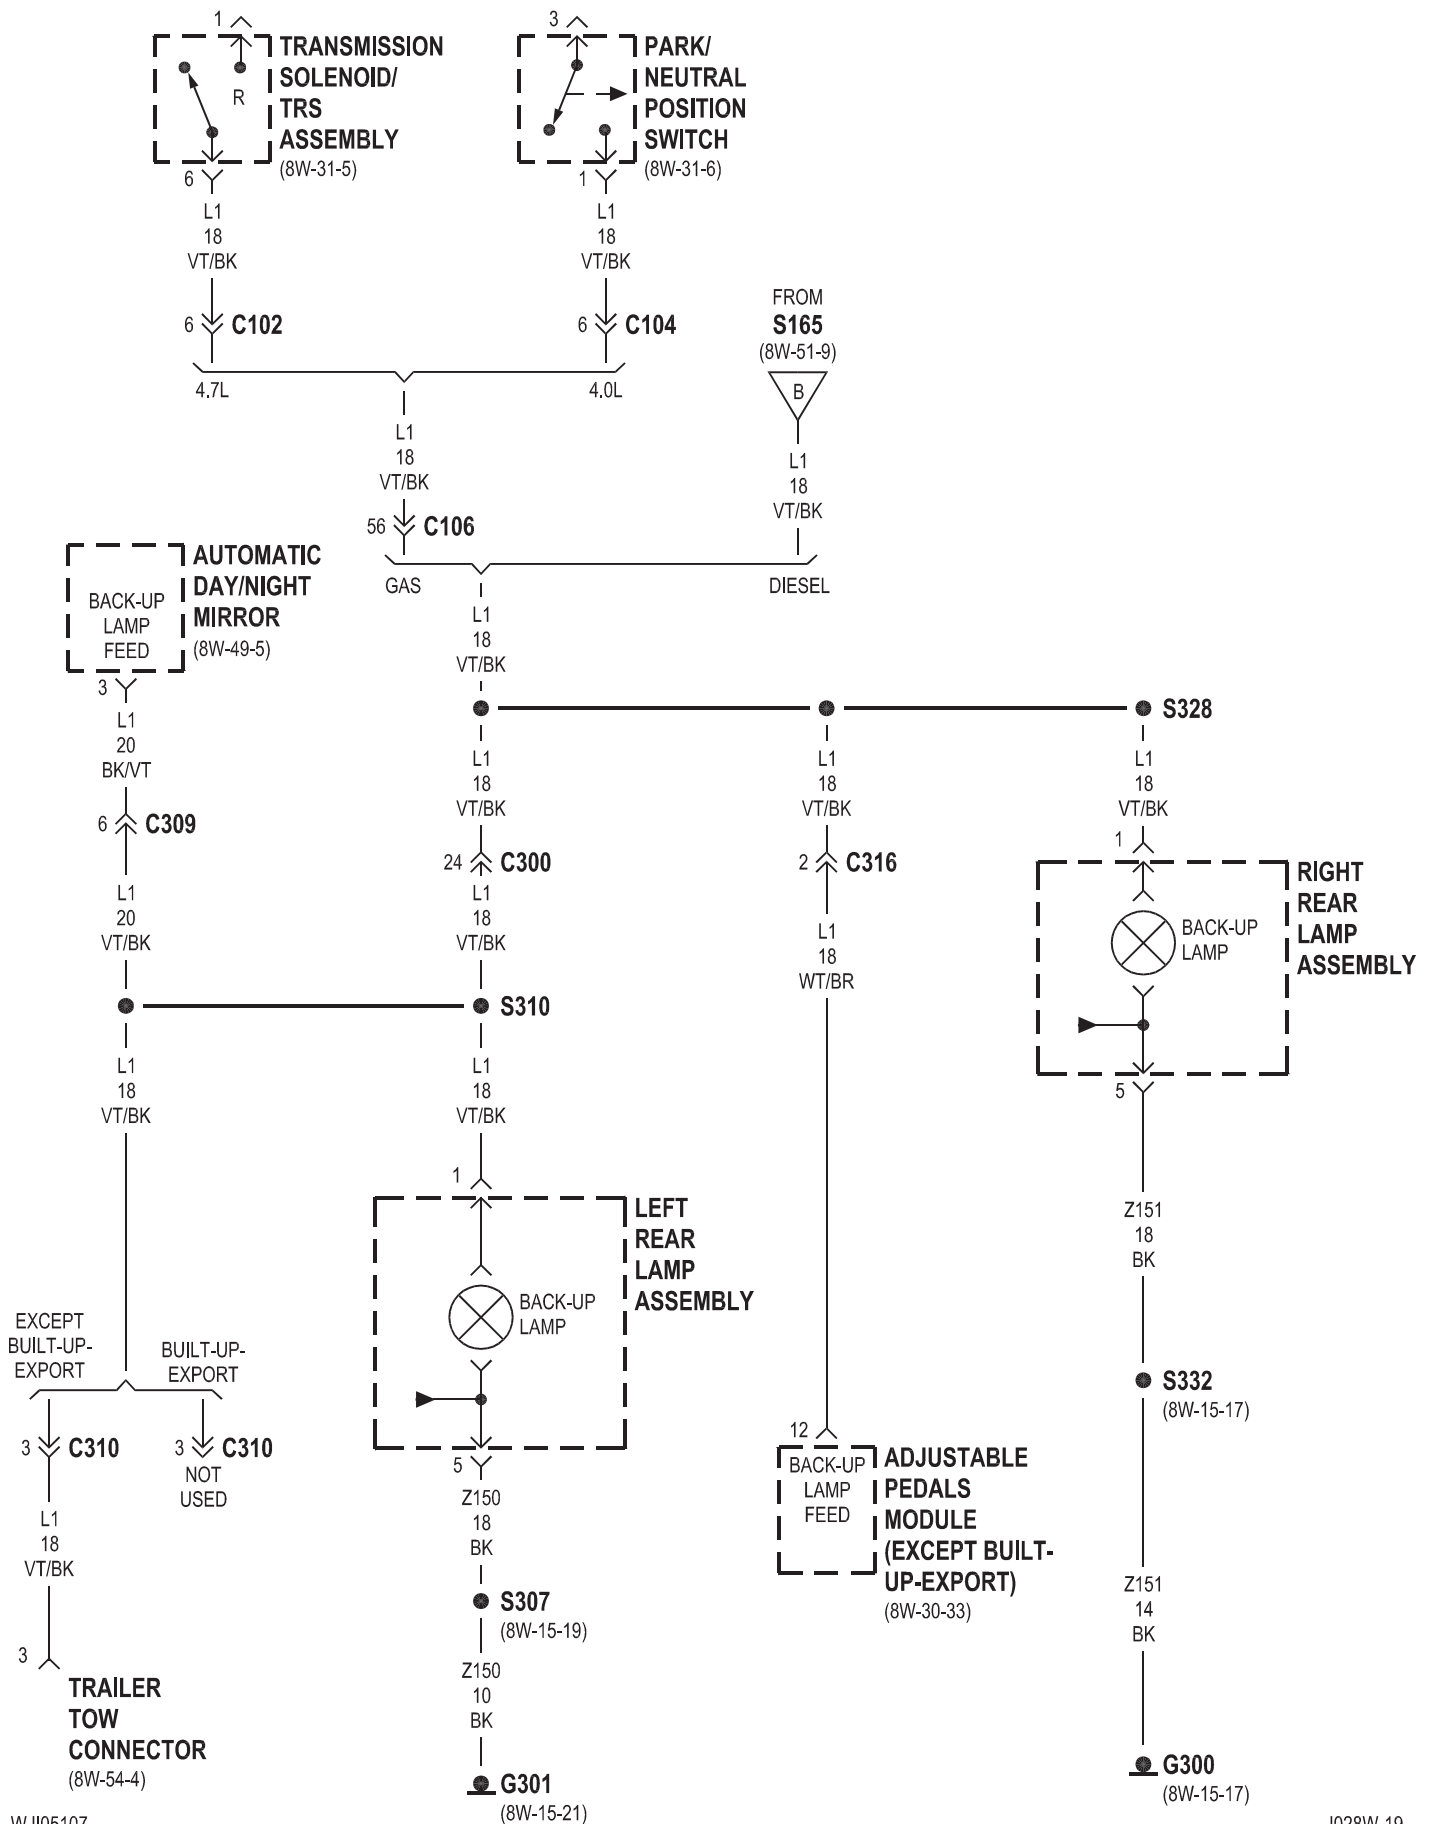 1
TRANSMISSION
SOLENOID/
TRS
ASSEMBLY
(8W-31-5)
R
6
L1
18
VT/BK
6
C102
4.7L
3
PARK/
NEUTRAL
POSITION
SWITCH
(8W-31-6)
1
L1
18
VT/BK
6
C104
4.0L
FROM
S165
(8W-51-9)
B
L1
18
VT/BK
DIESEL
L1
18
VT/BK
56
C106
GAS
L1
18
VT/BK
S328
BACK-UP
LAMP
FEED
AUTOMATIC
DAY/NIGHT
MIRROR
(8W-49-5)
3
L1
20
BK/VT
6
C309
L1
20
VT/BK
L1
18
VT/BK
24
C300
L1
18
VT/BK
S310
L1
18
VT/BK
2
C316
L1
18
WT/BR
L1
18
VT/BK
1
BACK-UP
LAMP
RIGHT
REAR
LAMP
ASSEMBLY
5
L1
18
VT/BK
L1
18
VT/BK
1
LEFT
REAR
LAMP
ASSEMBLY
BACK-UP
LAMP
5
Z151
18
BK
S332
(8W-15-17)
EXCEPT
BUILT-UP-
EXPORT
BUILT-UP-
EXPORT
3
C310
3
C310
NOT
USED
L1
18
VT/BK
3
TRAILER
TOW
CONNECTOR
(8W-54-4)
Z150
18
BK
S307
(8W-15-19)
Z150
10
BK
G301
(8W-15-21)
12
BACK-UP
LAMP
FEED
ADJUSTABLE
PEDALS
MODULE
(EXCEPT BUILT-
UP-EXPORT)
(8W-30-33)
Z151
14
BK
G300
(8W-15-17)
J028W-19